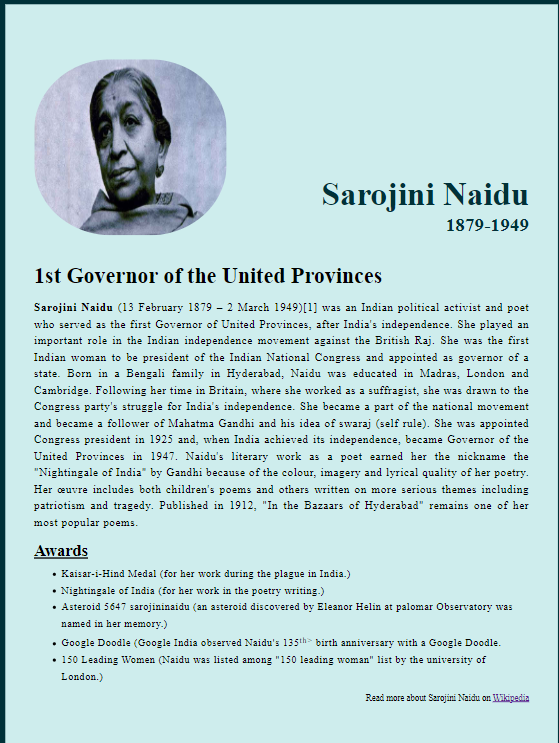 Sarojini Naidu
1879-1949
1st Governor of the United Provinces
Sarojini Naidu (13 February 1879 – 2 March 1949)[1] was an Indian political activist and poet
who served as the first Governor of United Provinces, after India's independence. She played an
important role in the Indian independence movement against the British Raj. She was the first
Indian woman to be president of the Indian National Congress and appointed as governor of a
state. Born in a Bengali family in Hyderabad, Naidu was educated in Madras, London and
Cambridge. Following her time in Britain, where she worked as a suffragist, she was drawn to the
Congress party's struggle for India's independence. She became a part of the national movement
and became a follower of Mahatma Gandhi and his idea of swaraj (self rule). She was appointed
Congress president in 1925 and, when India achieved its independence, became Governor of the
United Provinces in 1947. Naidu's literary work as a poet earned her the nickname the
"Nightingale of India" by Gandhi because of the colour, imagery and lyrical quality of her poetry.
Her œuvre includes both children's poems and others written on more serious themes including
patriotism and tragedy. Published in 1912, "In the Bazaars of Hyderabad" remains one of her
most popular poems.
Awards
• Kaisar-i-Hind Medal (for her work during the plague in India.)
• Nightingale of India (for her work in the poetry writing.)
• Asteroid 5647 sarojininaidu (an asteroid discovered by Eleanor Helin at palomar Observatory was
named in her memory.)
• Google Doodle (Google India observed Naidu's 135th> birth anniversary with a Google Doodle.
• 150 Leading Women (Naidu was listed among "150 leading woman" list by the university of
London.)
Read more about Sarojini Naidu on Wikipedia